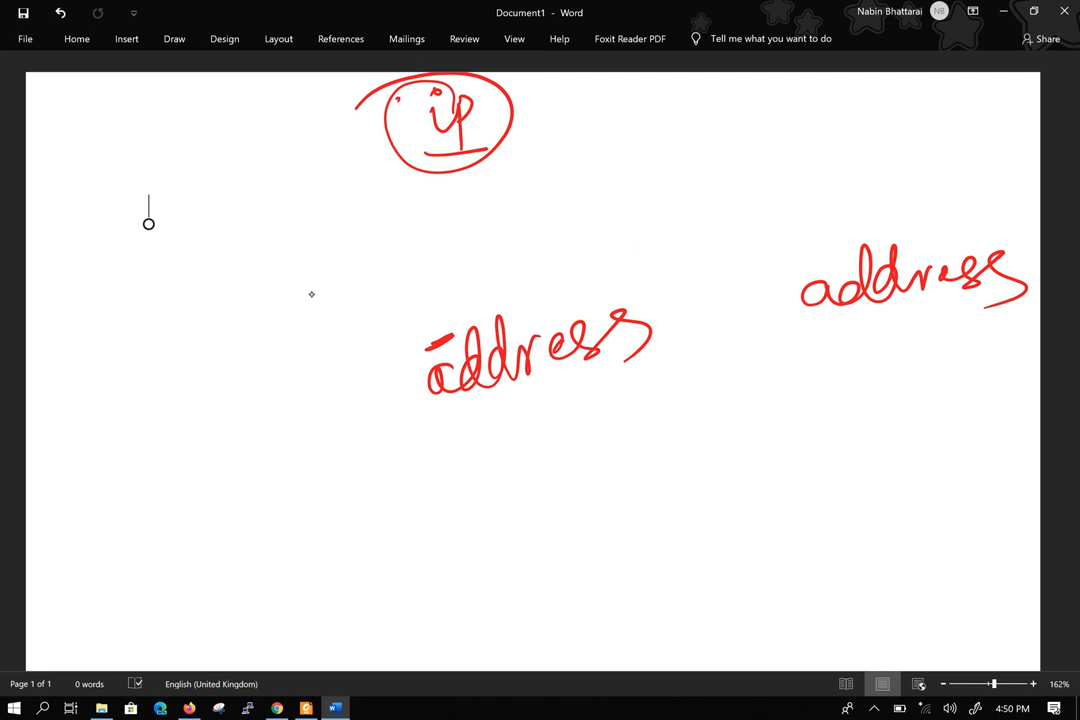 Document1 - Word
Nabin Bhattarai NB
File Home Insert Draw Design Layout References Mailings Review View Help Foxit Reader PDF Tell me what you want to do Share
ip
address
address
Page 1 of 1 0 words English (United Kingdom) 162%
4:50 PM